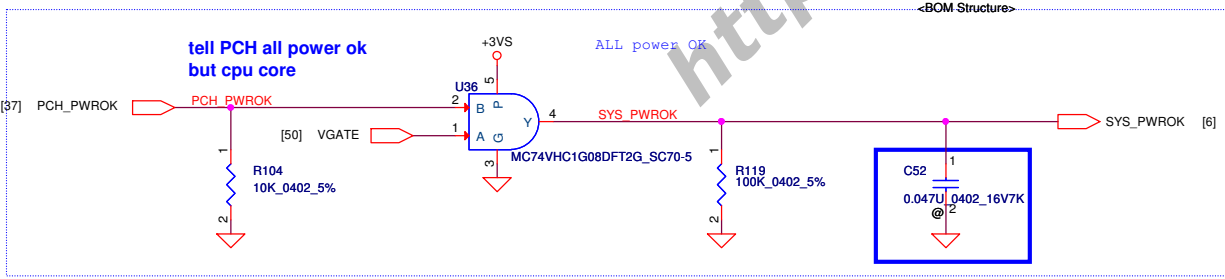 <BOM Structure>
tell PCH all power ok
but cpu core
+3VS
ALL power OK
U36
5
[37] PCH_PWROK
PCH_PWROK
2
B
P
Y
4
SYS_PWROK
SYS_PWROK [6]
[50] VGATE
1
A
G
3
MC74VHC1G08DFT2G_SC70-5
1
R104
10K_0402_5%
2
1
R119
100K_0402_5%
2
C52
1
0.047U_0402_16V7K
@
2
http